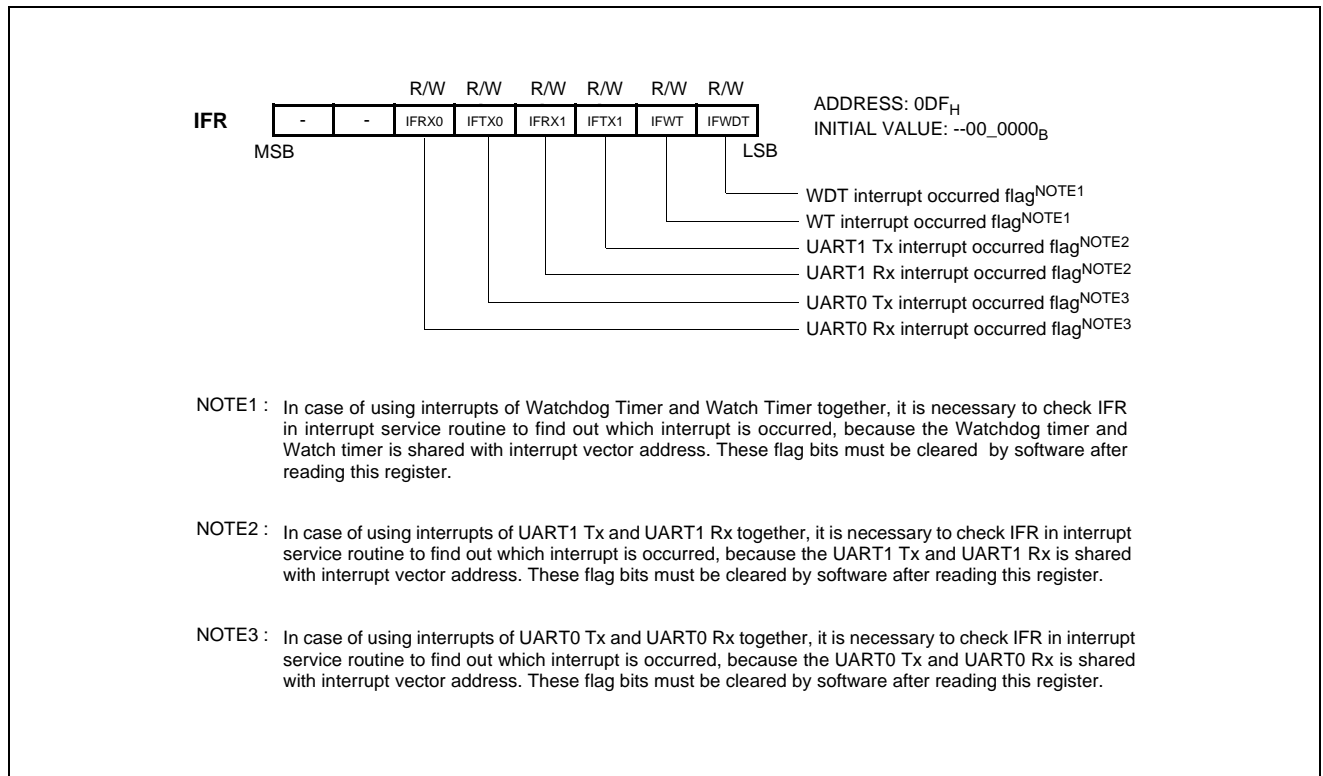 R/W R/W R/W R/W R/W R/W
ADDRESS: 0DFH
IFR - - IFRX0 IFTX0 IFRX1 IFTX1 IFWT IFWDT
INITIAL VALUE: --00_0000B
MSB LSB
WDT interrupt occurred flagNOTE1
WT interrupt occurred flagNOTE1
UART1 Tx interrupt occurred flagNOTE2
UART1 Rx interrupt occurred flagNOTE2
UART0 Tx interrupt occurred flagNOTE3
UART0 Rx interrupt occurred flagNOTE3
NOTE1 : In case of using interrupts of Watchdog Timer and Watch Timer together, it is necessary to check IFR
in interrupt service routine to find out which interrupt is occurred, because the Watchdog timer and
Watch timer is shared with interrupt vector address. These flag bits must be cleared by software after
reading this register.
NOTE2 : In case of using interrupts of UART1 Tx and UART1 Rx together, it is necessary to check IFR in interrupt
service routine to find out which interrupt is occurred, because the UART1 Tx and UART1 Rx is shared
with interrupt vector address. These flag bits must be cleared by software after reading this register.
NOTE3 : In case of using interrupts of UART0 Tx and UART0 Rx together, it is necessary to check IFR in interrupt
service routine to find out which interrupt is occurred, because the UART0 Tx and UART0 Rx is shared
with interrupt vector address. These flag bits must be cleared by software after reading this register.